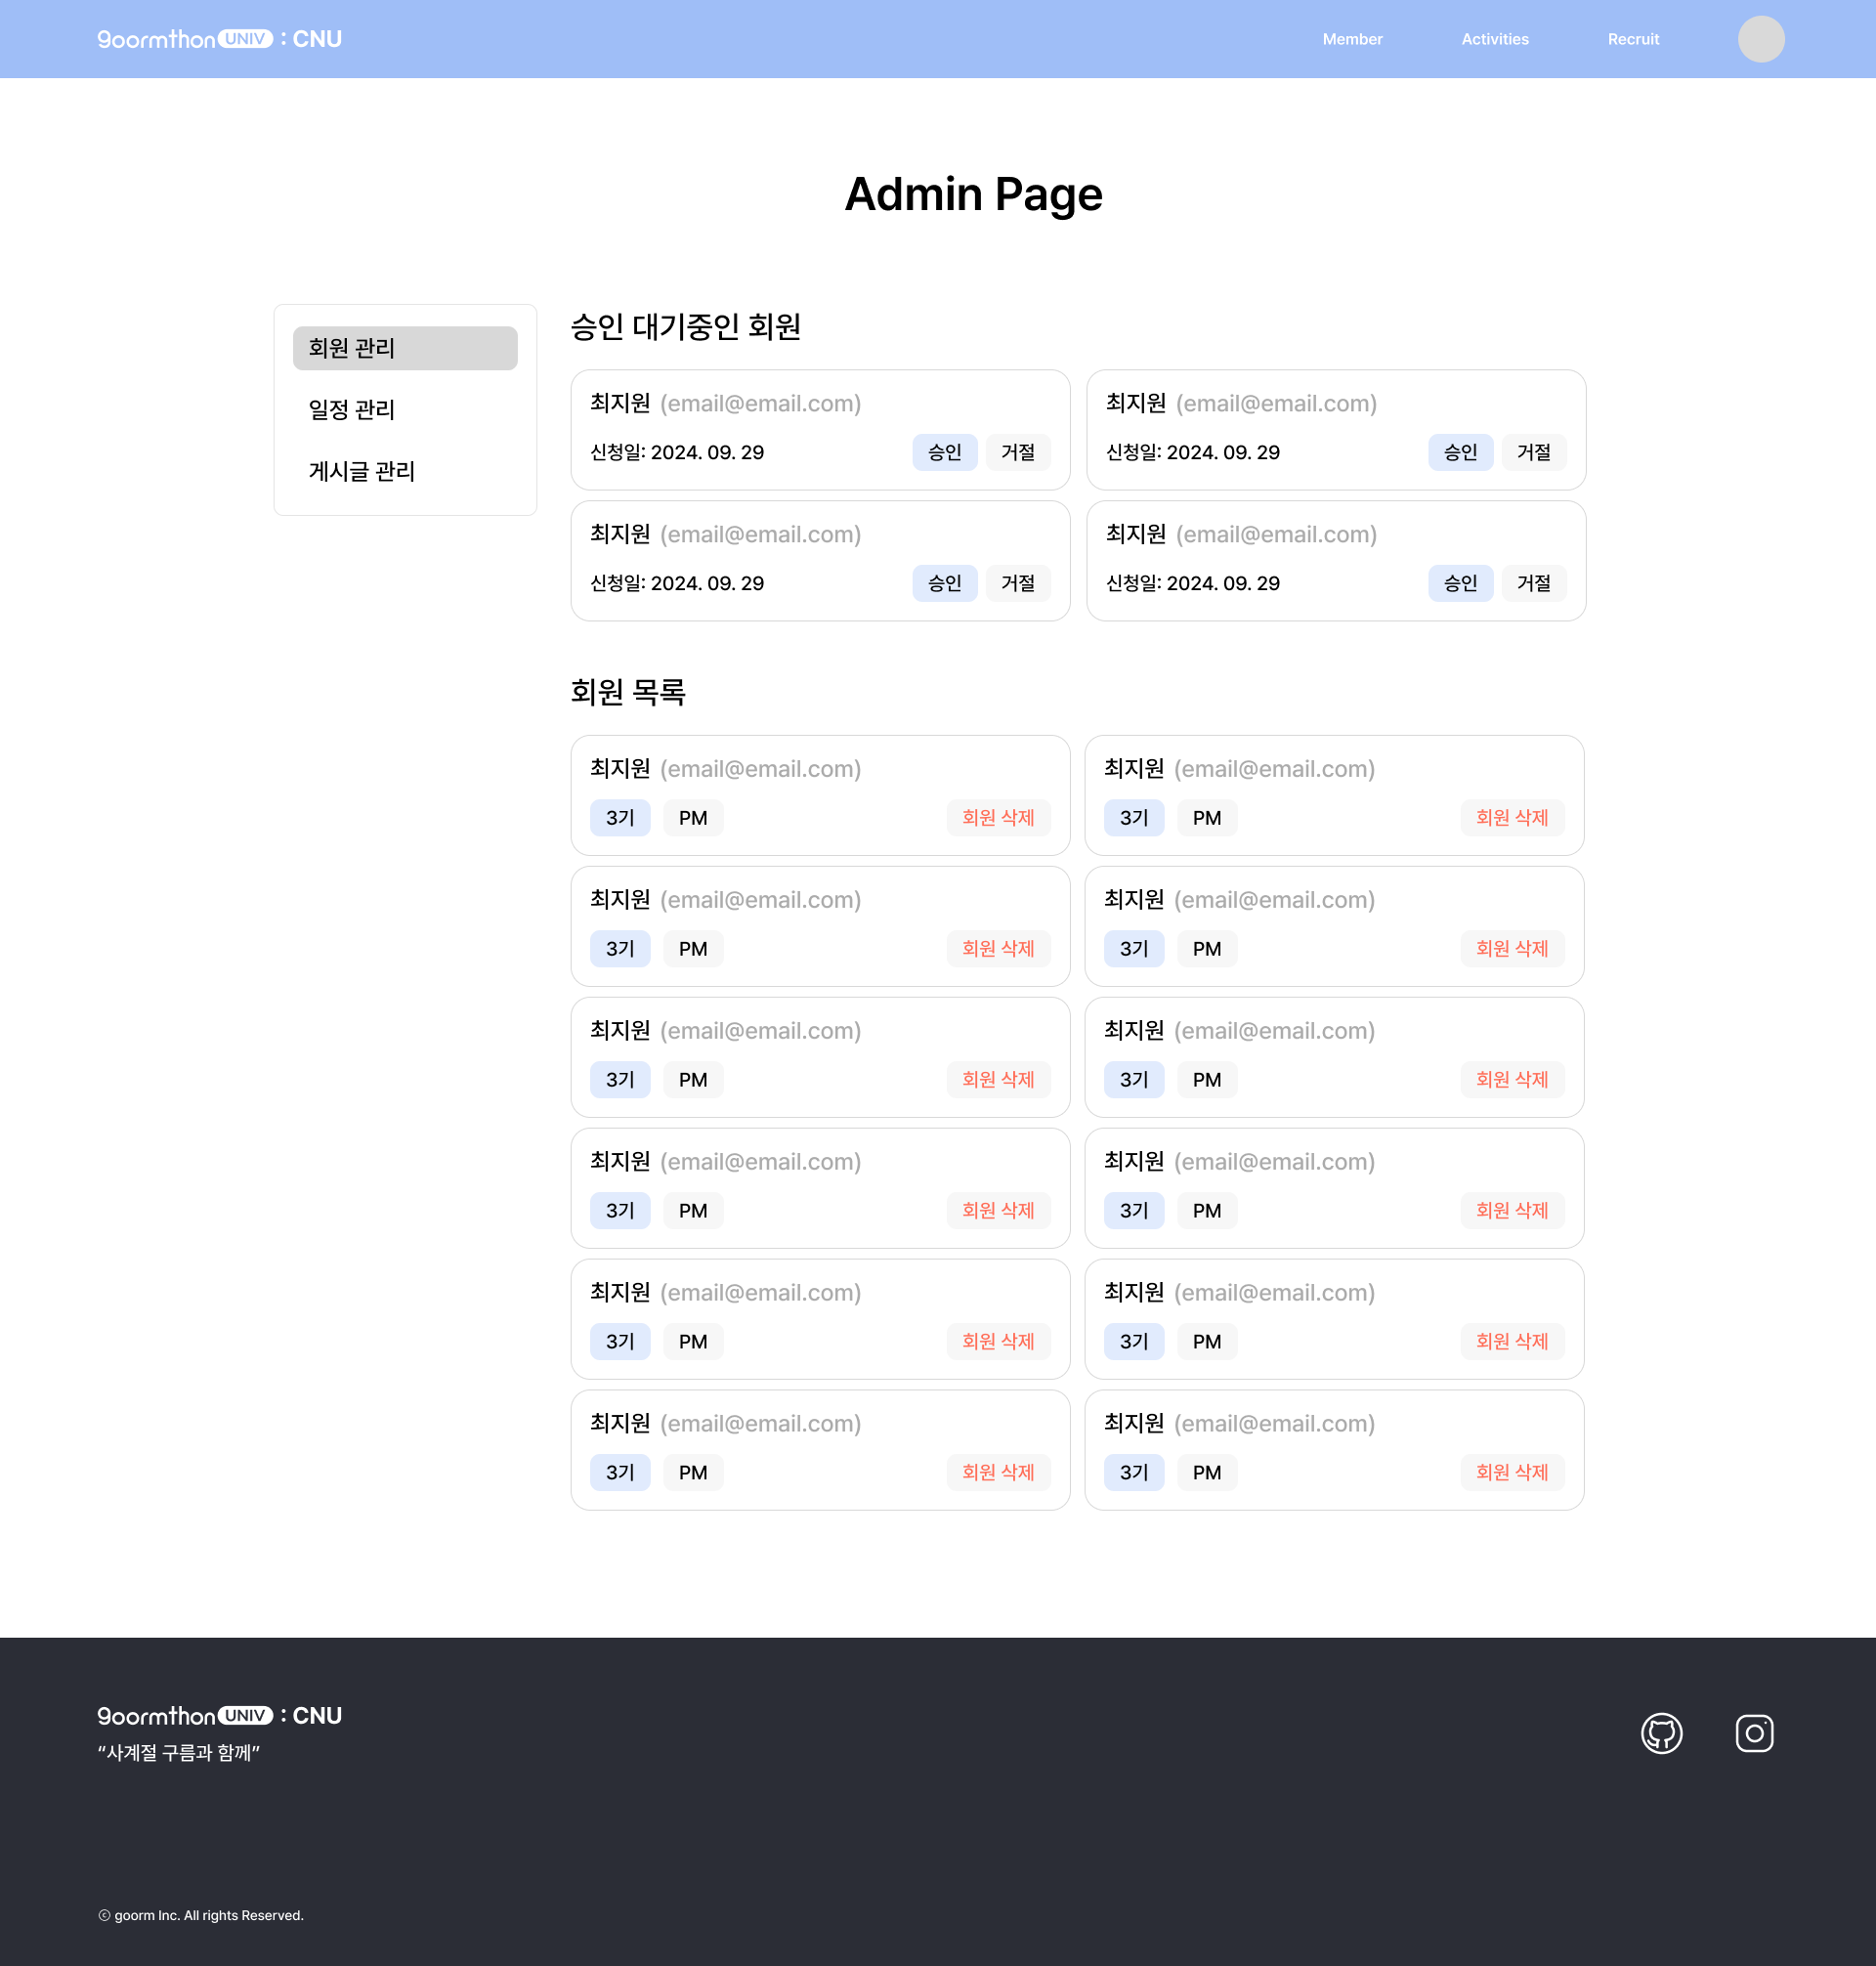 goormthon UNIV : CNU
Member Activities Recruit
Admin Page
회원 관리
일정 관리
게시글 관리
승인 대기중인 회원
최지원 (email@email.com)
신청일: 2024. 09. 29 승인 거절
최지원 (email@email.com)
신청일: 2024. 09. 29 승인 거절
최지원 (email@email.com)
신청일: 2024. 09. 29 승인 거절
최지원 (email@email.com)
신청일: 2024. 09. 29 승인 거절
회원 목록
최지원 (email@email.com)
3기 PM 회원 삭제
최지원 (email@email.com)
3기 PM 회원 삭제
최지원 (email@email.com)
3기 PM 회원 삭제
최지원 (email@email.com)
3기 PM 회원 삭제
최지원 (email@email.com)
3기 PM 회원 삭제
최지원 (email@email.com)
3기 PM 회원 삭제
최지원 (email@email.com)
3기 PM 회원 삭제
최지원 (email@email.com)
3기 PM 회원 삭제
최지원 (email@email.com)
3기 PM 회원 삭제
최지원 (email@email.com)
3기 PM 회원 삭제
최지원 (email@email.com)
3기 PM 회원 삭제
최지원 (email@email.com)
3기 PM 회원 삭제
goormthon UNIV : CNU
“사계절 구름과 함께”
ⓒ goorm Inc. All rights Reserved.